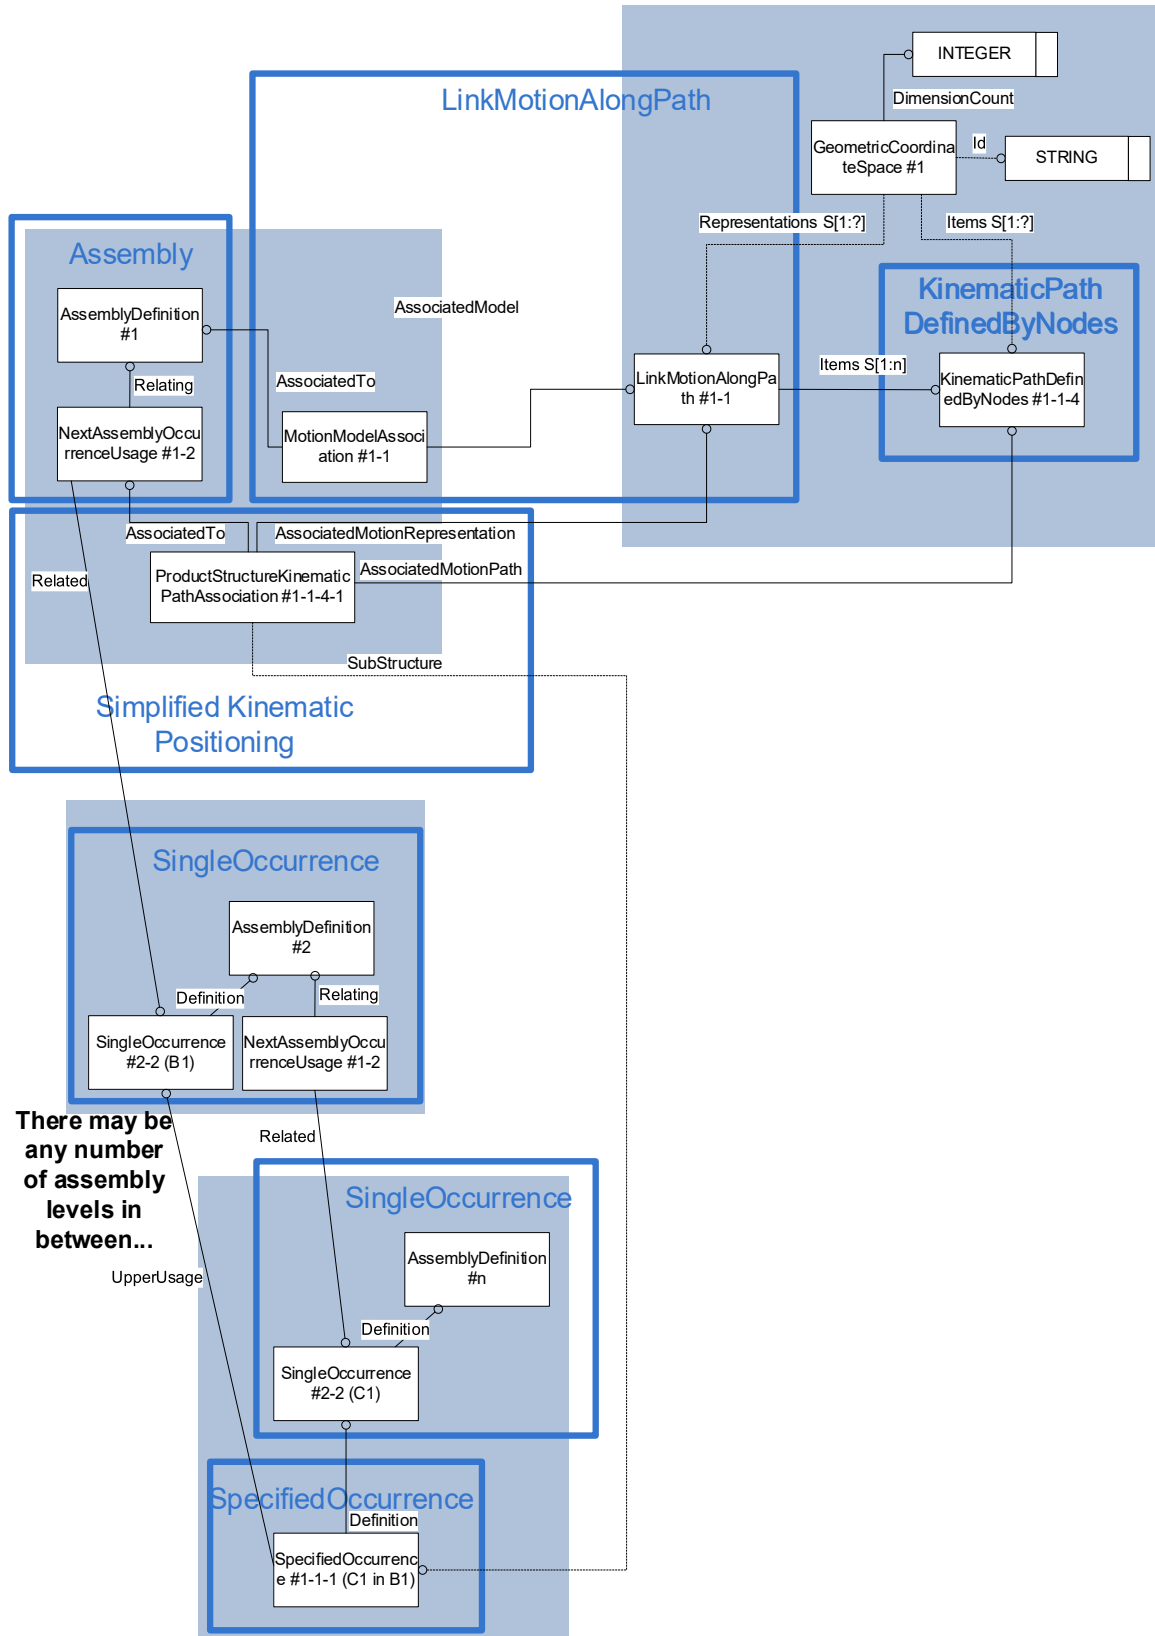 INTEGER
LinkMotionAlongPath
DimensionCount
GeometricCoordina
teSpace #1
Id
STRING
Representations S[1:?]
Items S[1:?]
Assembly
KinematicPath
DefinedByNodes
AssemblyDefinition
#1
AssociatedModel
Relating
AssociatedTo
LinkMotionAlongPa
th #1-1
Items S[1:n]
KinematicPathDefin
edByNodes #1-1-4
NextAssemblyOccu
rrenceUsage #1-2
MotionModelAssoci
ation #1-1
AssociatedTo
AssociatedMotionRepresentation
Related
ProductStructureKinematic
PathAssociation #1-1-4-1
AssociatedMotionPath
SubStructure
Simplified Kinematic
Positioning
SingleOccurrence
AssemblyDefinition
#2
Definition
Relating
SingleOccurrence
#2-2 (B1)
NextAssemblyOccu
rrenceUsage #1-2
There may be
any number
of assembly
levels in
between...
Related
SingleOccurrence
AssemblyDefinition
#n
UpperUsage
Definition
SingleOccurrence
#2-2 (C1)
SpecifiedOccurrence
Definition
SpecifiedOccurrenc
e #1-1-1 (C1 in B1)